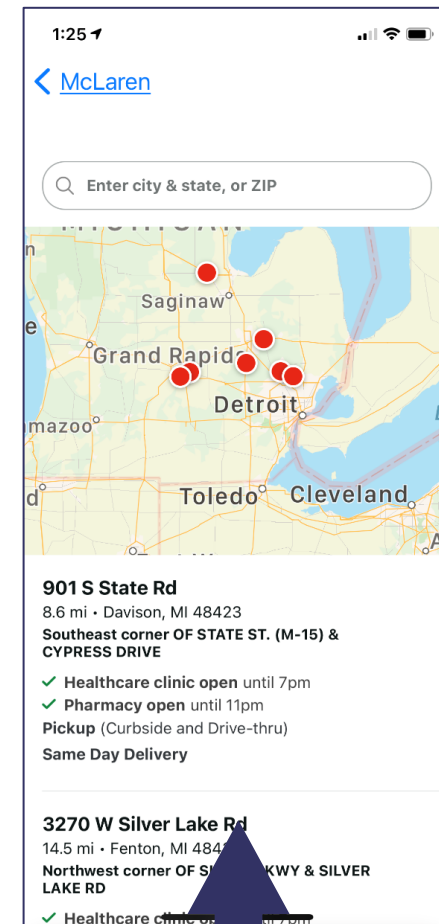 1:25
McLaren
Enter city & state, or ZIP
Saginaw
Grand Rapids
Detroit
Toledo
Cleveland
901 S State Rd
8.6 mi • Davison, MI 48423
Southeast corner OF STATE ST. (M-15) &
CYPRESS DRIVE
Healthcare clinic open until 7pm
Pharmacy open until 11pm
Pickup (Curbside and Drive-thru)
Same Day Delivery
3270 W Silver Lake Rd
14.5 mi • Fenton, MI
Northwest corner OF & SILVER
LAKE RD
Healthcare